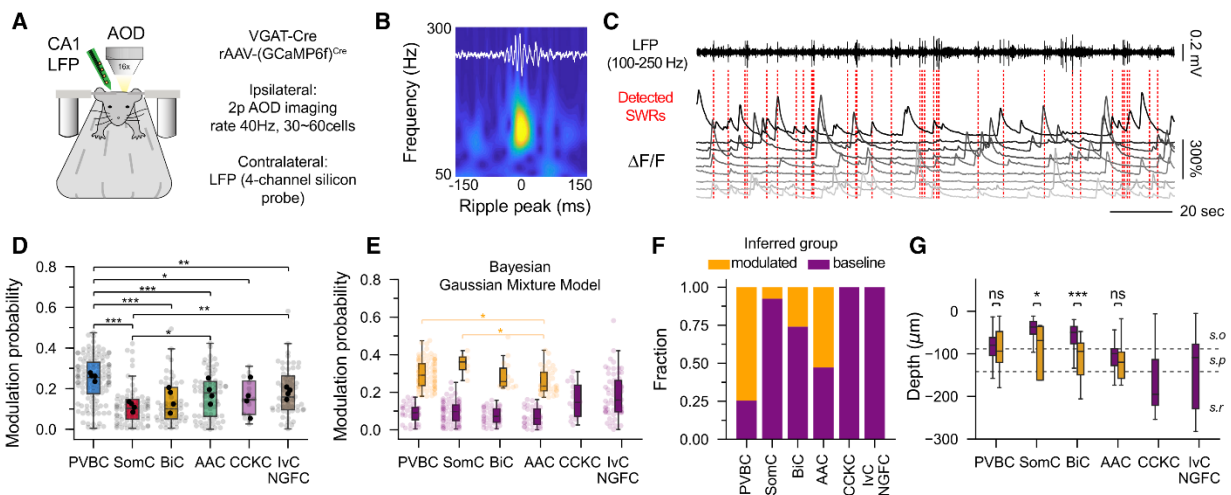 A
CA1
LFP
AOD
16x
VGAT-Cre
rAAV-(GCaMP6f)Cre
Ipsilateral:
2p AOD imaging
rate 40Hz, 30~60cells
Contralateral:
LFP (4-channel silicon
probe)
B
Frequency (Hz)
300
50
-150
0
150
Ripple peak (ms)
C
LFP
(100-250 Hz)
Detected
SWRs
ΔF/F
0.2 mV
300%
20 sec
D
Modulation probability
0.8
0.6
0.4
0.2
0.0
**
*
***
***
**
***
*
PVBC SomC BiC AAC CCKC IvC
NGFC
E
Bayesian
Gaussian Mixture Model
Modulation probability
0.8
0.6
0.4
0.2
0.0
*
*
PVBC SomC BiC AAC CCKC IvC
NGFC
F
Inferred group
modulated baseline
Fraction
1.00
0.75
0.50
0.25
0.00
PVBC
SomC
BiC
AAC
CCKC
IvC
NGFC
G
Depth (μm)
0
−100
−200
−300
ns * *** ns
s.o
s.p
s.r
PVBC SomC BiC AAC CCKC IvC
NGFC